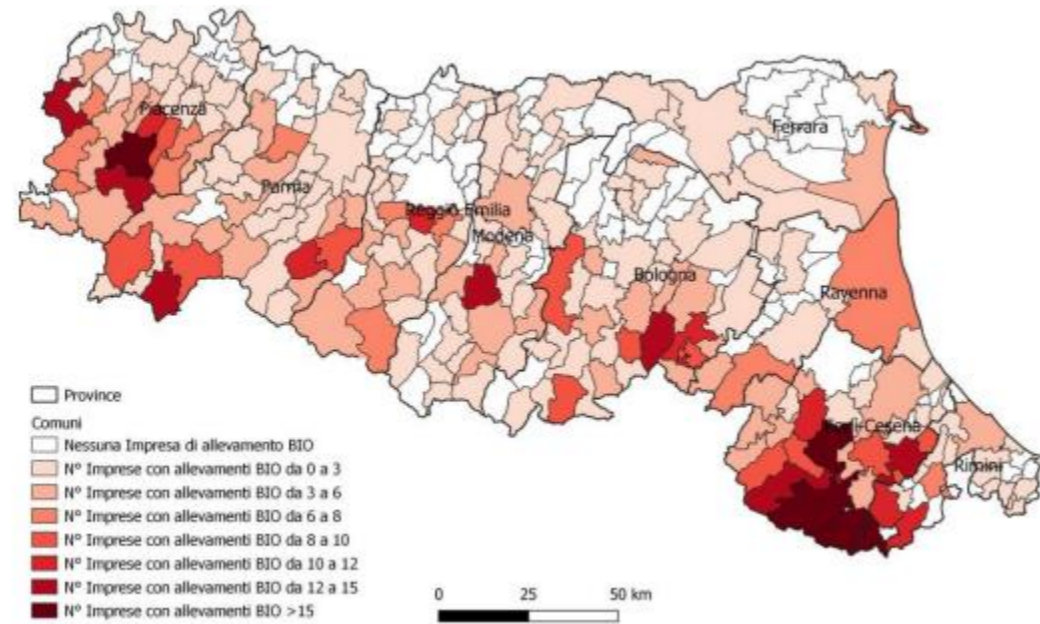 Piacenza
Ferrara
Parma
Reggio Emilia
Modena
Bologna
Ravenna
Forlì-Cesena
Rimini
Province
Comuni
Nessuna Impresa di allevamento BIO
N° Imprese con allevamenti BIO da 0 a 3
N° Imprese con allevamenti BIO da 3 a 6
N° Imprese con allevamenti BIO da 6 a 8
N° Imprese con allevamenti BIO da 8 a 10
N° Imprese con allevamenti BIO da 10 a 12
N° Imprese con allevamenti BIO da 12 a 15
N° Imprese con allevamenti BIO >15
0 25 50 km